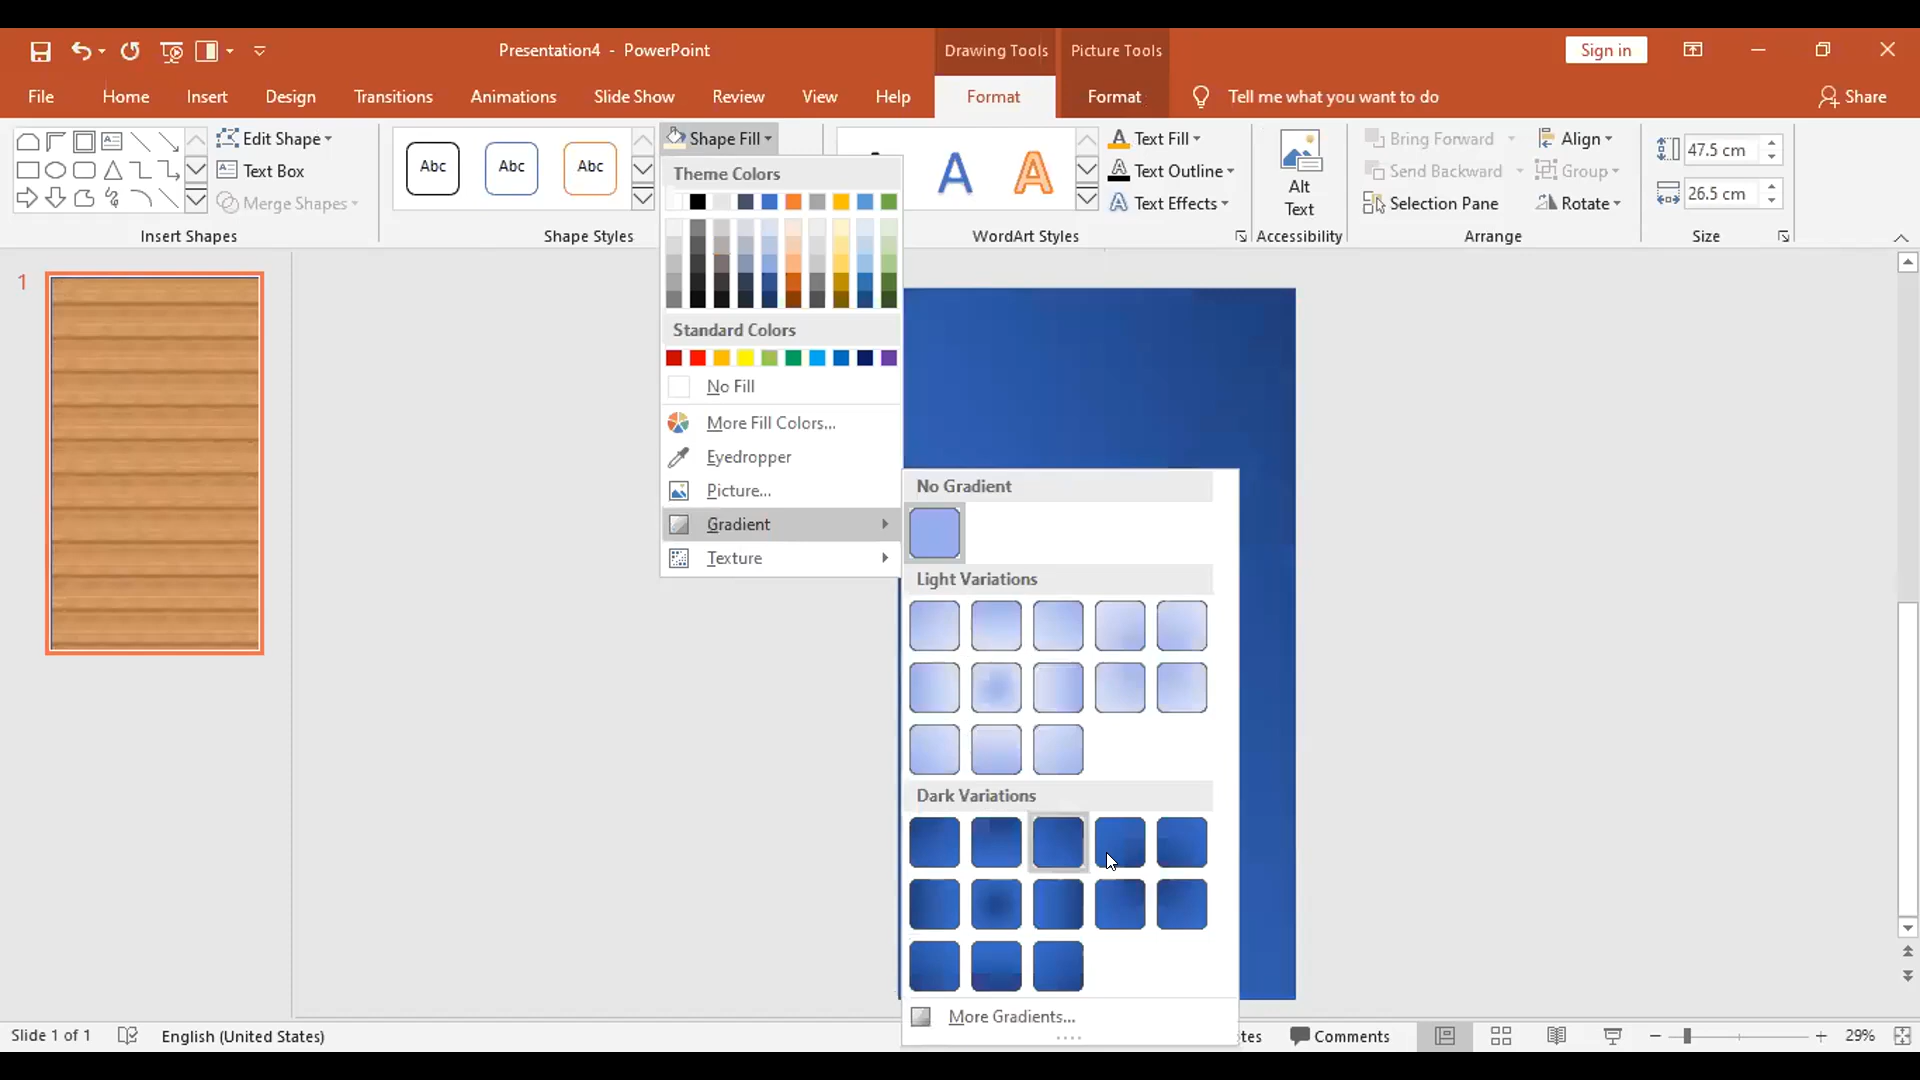 Presentation4 - PowerPoint
Drawing Tools
Picture Tools
Sign in
File
Home
Insert
Design
Transitions
Animations
Slide Show
Review
View
Help
Format
Format
Tell me what you want to do
Share
Edit Shape
Text Box
Merge Shapes
Insert Shapes
Abc
Abc
Abc
Shape Styles
Shape Fill
A
A
WordArt Styles
Text Fill
Text Outline
Text Effects
Alt
Text
Accessibility
Bring Forward
Send Backward
Selection Pane
Align
Group
Rotate
Arrange
47.5 cm
26.5 cm
Size
Theme Colors
Standard Colors
No Fill
More Fill Colors...
Eyedropper
Picture...
Gradient
Texture
No Gradient
Light Variations
Dark Variations
More Gradients...
1
Slide 1 of 1
English (United States)
Comments
29%